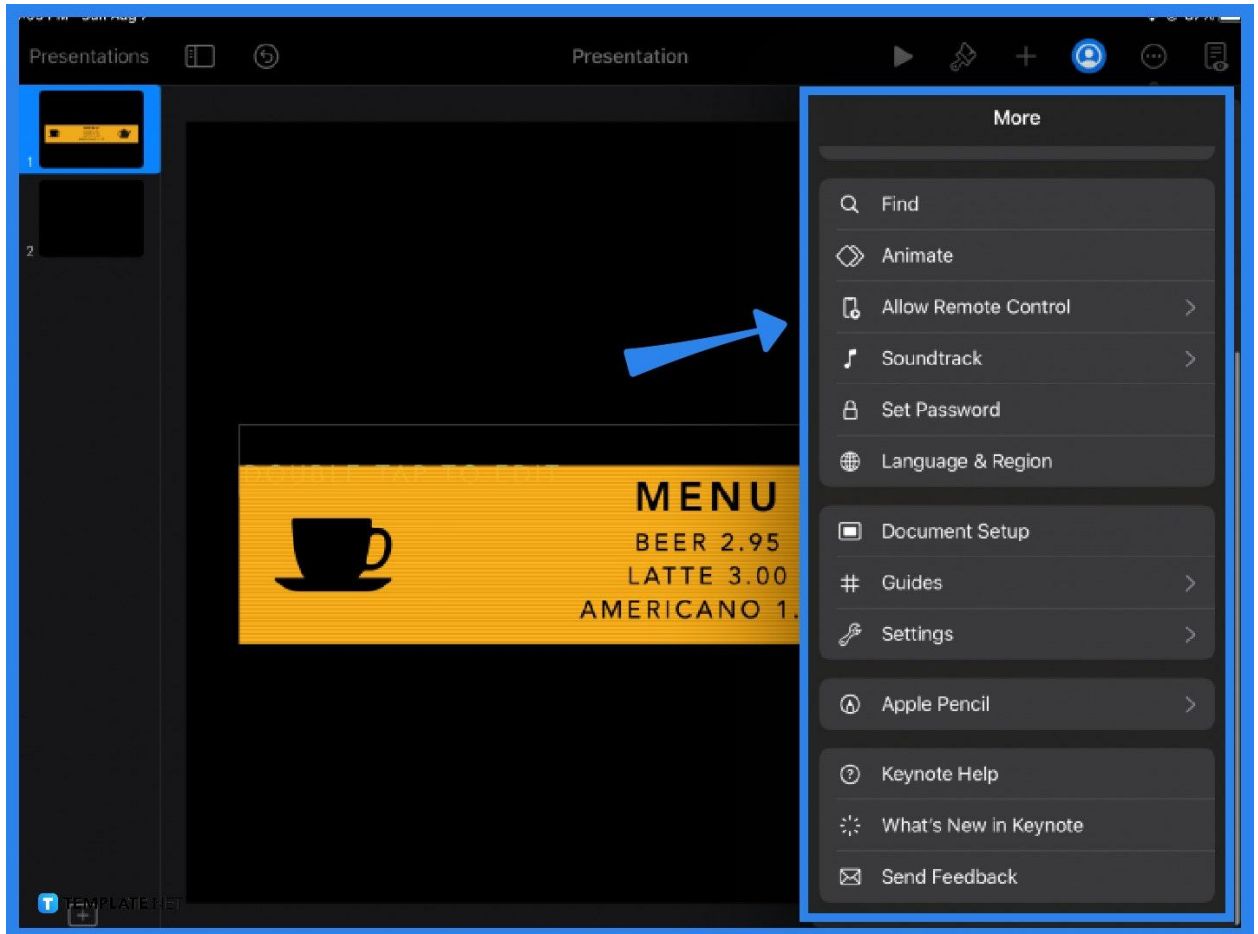 Presentations
Presentation
More
1
2
Find
Animate
Allow Remote Control
Soundtrack
Set Password
Language & Region
Document Setup
Guides
Settings
Apple Pencil
Keynote Help
What's New in Keynote
Send Feedback
DOUBLE TAP TO EDIT
MENU
BEER 2.95
LATTE 3.00
AMERICANO 1.
T TEMPLATE.NET